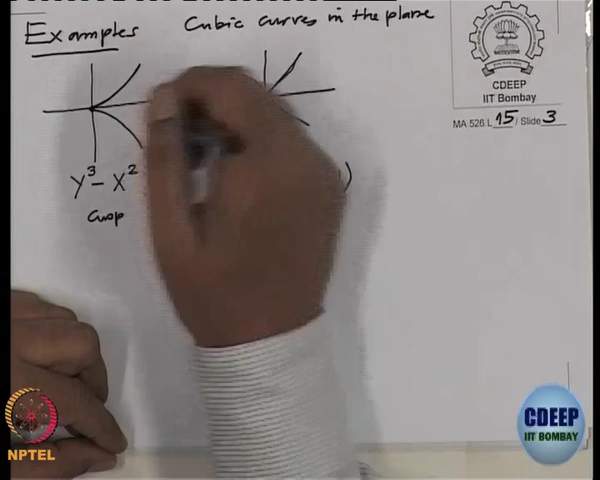 Examples Cubic curves in the plane
CDEEP
IIT Bombay
MA 526 L 15 / Slide 3
Y³ - X²
Cusp
)
NPTEL
CDEEP
IIT BOMBAY